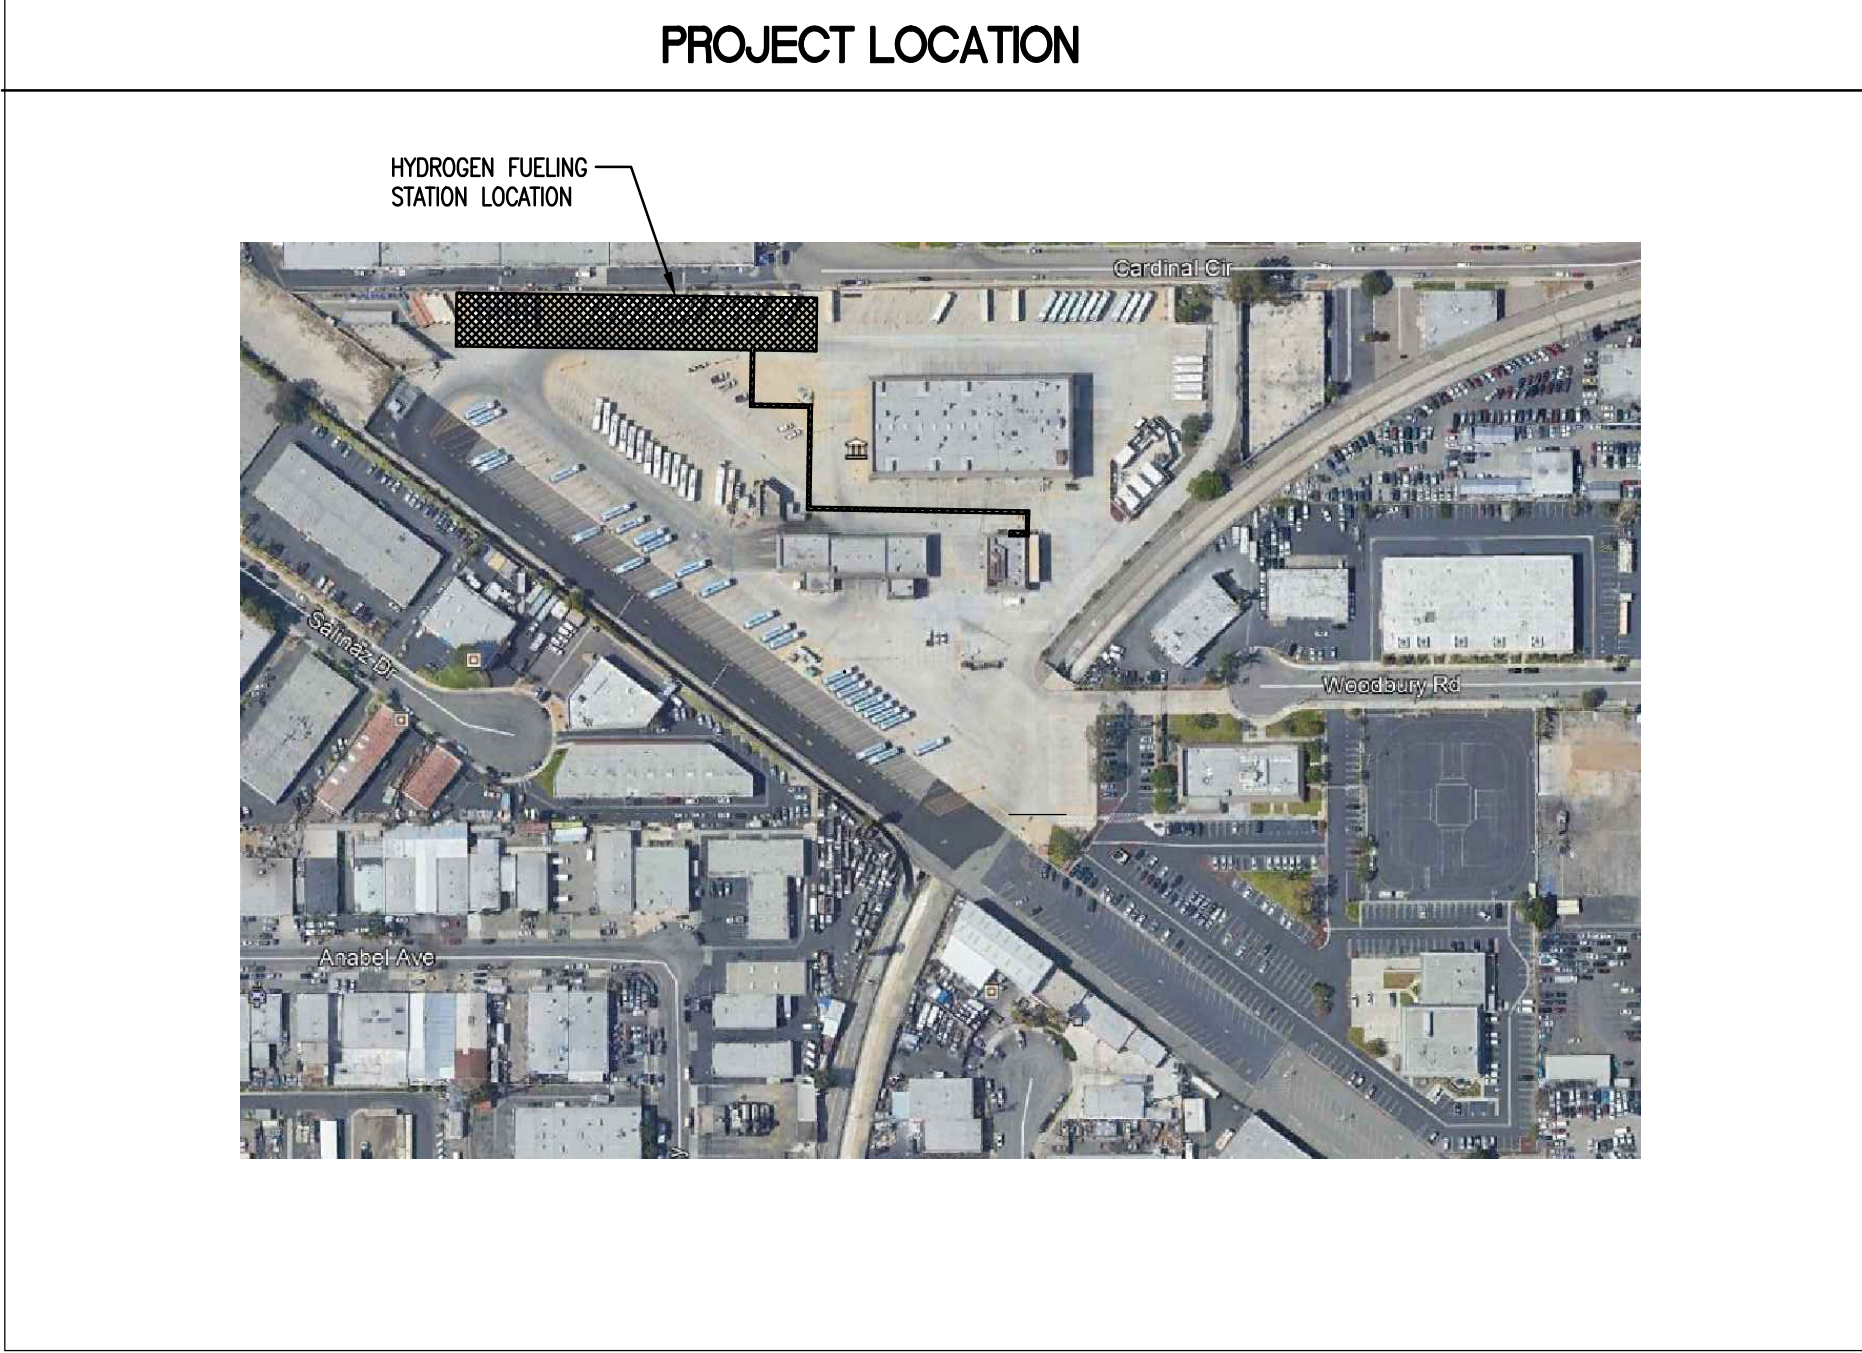 PROJECT LOCATION
HYDROGEN FUELING
STATION LOCATION
Cardinal Cir
Salinaz Dr
Woodbury Rd
Anabel Ave
y